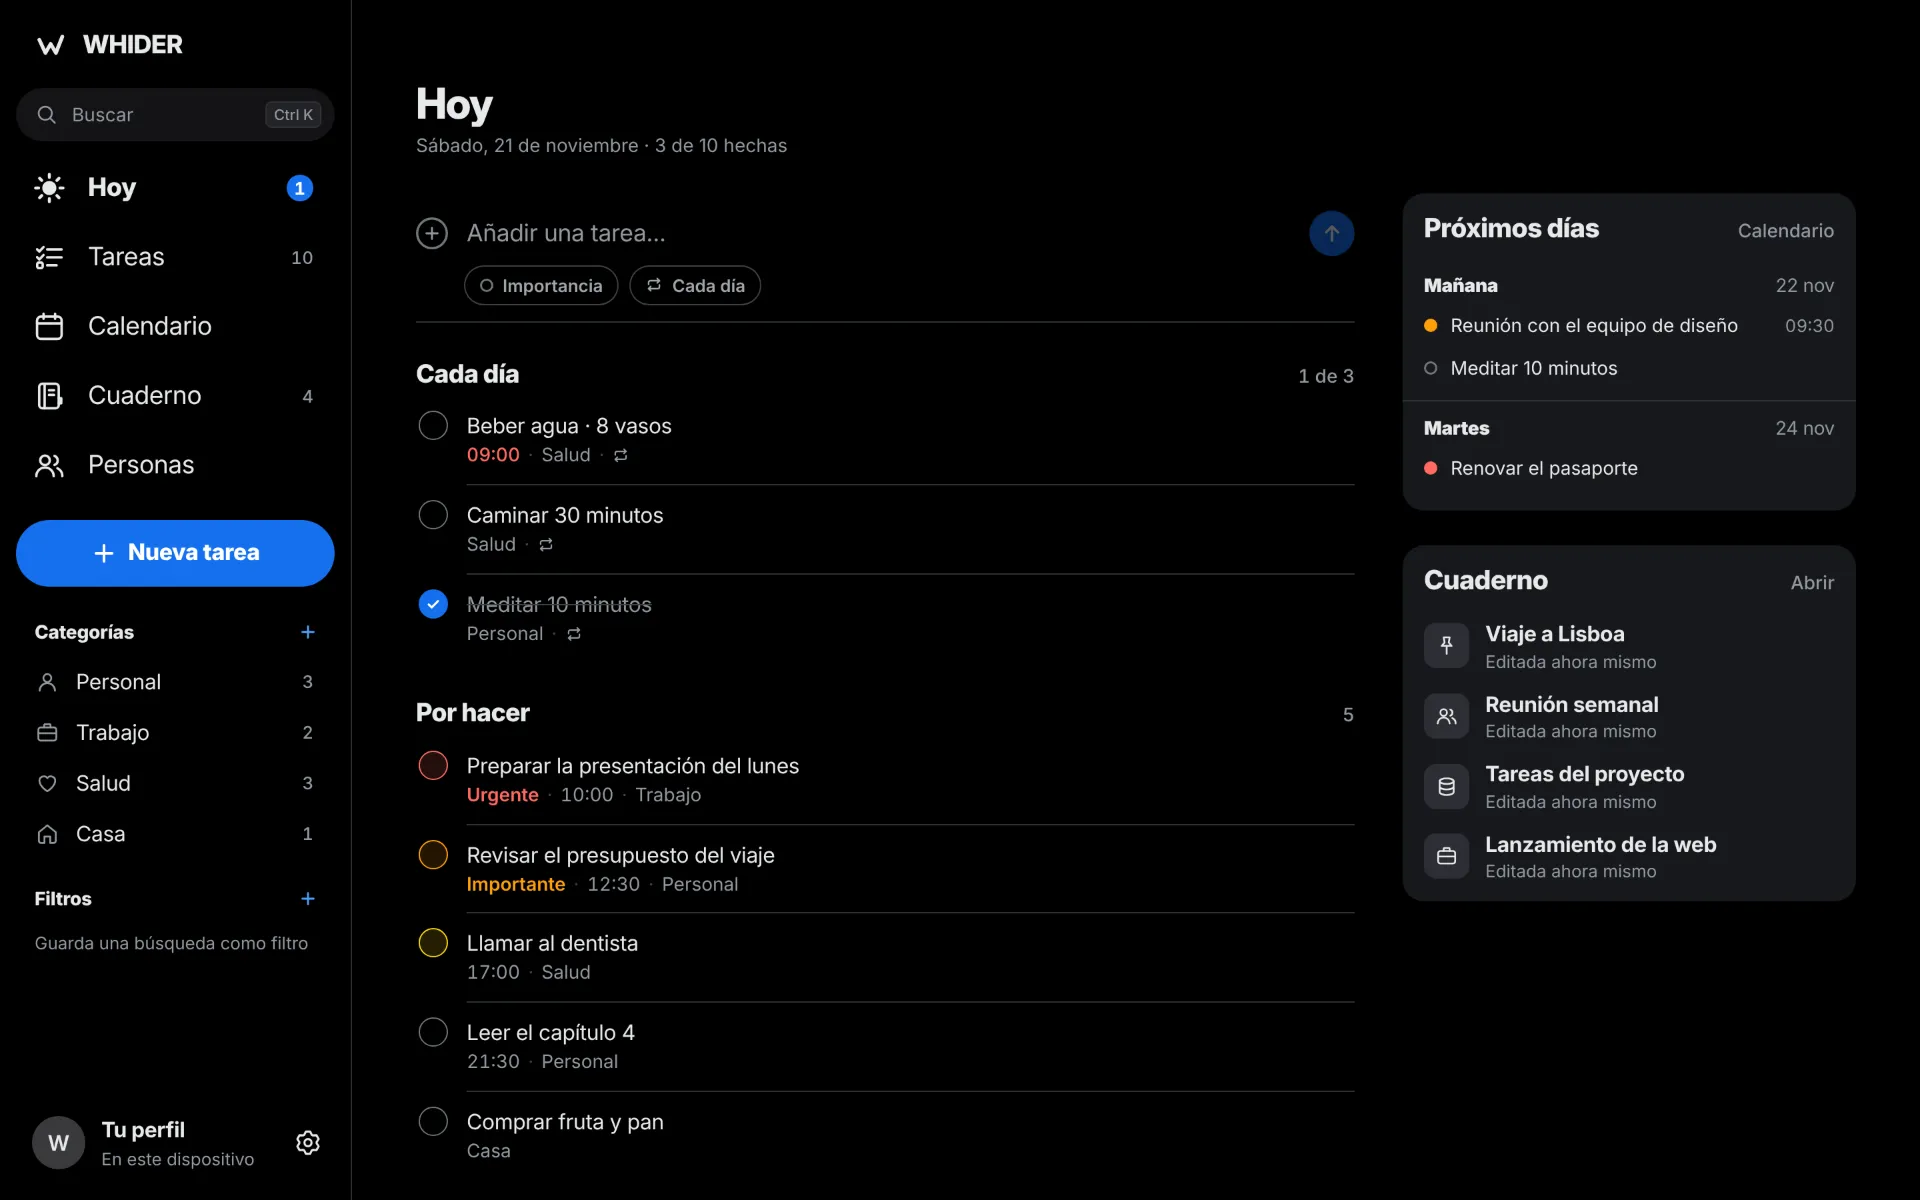 WHIDER
Buscar
Ctrl K
Hoy
1
Tareas
10
Calendario
Cuaderno
4
Personas
Nueva tarea
Categorías
Personal
3
Trabajo
2
Salud
3
Casa
1
Filtros
Guarda una búsqueda como filtro
W
Tu perfil
En este dispositivo
Hoy
Sábado, 21 de noviembre · 3 de 10 hechas
Añadir una tarea...
Importancia
Cada día
Cada día
1 de 3
Beber agua · 8 vasos
09:00 · Salud ·
Caminar 30 minutos
Salud ·
Meditar 10 minutos
Personal ·
Por hacer
5
Preparar la presentación del lunes
Urgente · 10:00 · Trabajo
Revisar el presupuesto del viaje
Importante · 12:30 · Personal
Llamar al dentista
17:00 · Salud
Leer el capítulo 4
21:30 · Personal
Comprar fruta y pan
Casa
Próximos días
Calendario
Mañana
22 nov
Reunión con el equipo de diseño
09:30
Meditar 10 minutos
Martes
24 nov
Renovar el pasaporte
Cuaderno
Abrir
Viaje a Lisboa
Editada ahora mismo
Reunión semanal
Editada ahora mismo
Tareas del proyecto
Editada ahora mismo
Lanzamiento de la web
Editada ahora mismo